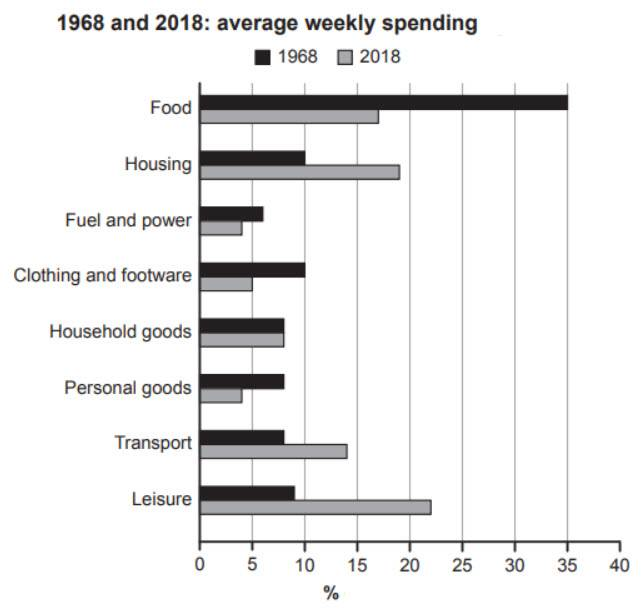 1968 and 2018: average weekly spending
1968 2018
Food
Housing
Fuel and power
Clothing and footware
Household goods
Personal goods
Transport
Leisure
0 5 10 15 20 25 30 35 40
%